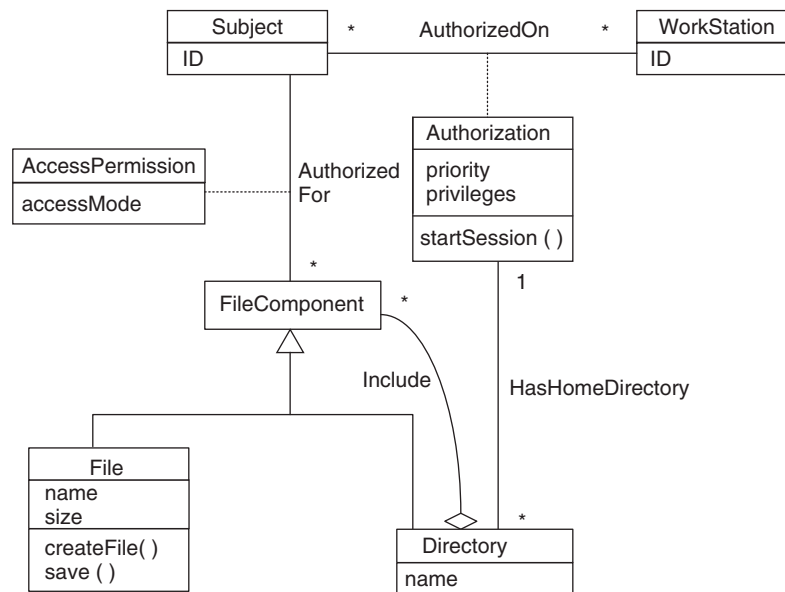 Subject
*
AuthorizedOn
*
WorkStation
ID
ID
Authorization
priority
privileges
startSession ( )
AccessPermission
accessMode
Authorized
For
*
1
FileComponent
*
Include
HasHomeDirectory
File
name
size
createFile( )
save ( )
*
Directory
name